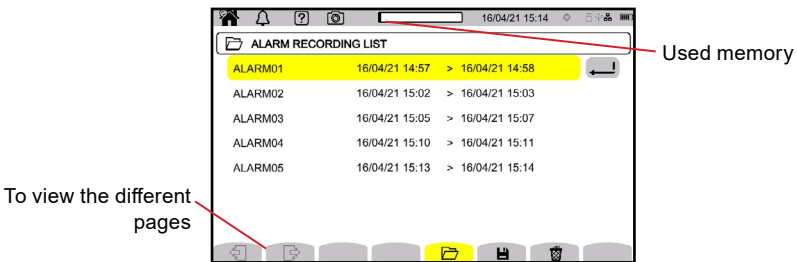 16/04/21 15:14
ALARM RECORDING LIST
Used memory
ALARM01 16/04/21 14:57 > 16/04/21 14:58
ALARM02 16/04/21 15:02 > 16/04/21 15:03
ALARM03 16/04/21 15:05 > 16/04/21 15:07
ALARM04 16/04/21 15:10 > 16/04/21 15:11
ALARM05 16/04/21 15:13 > 16/04/21 15:14
To view the different
pages